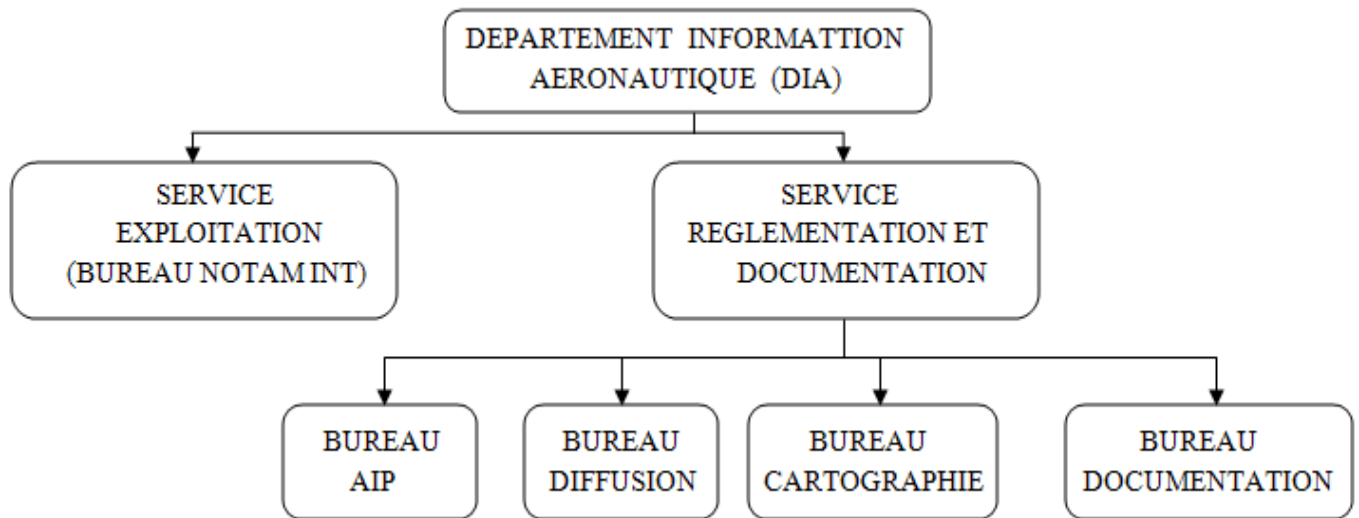 DEPARTEMENT INFORMATTION
AERONAUTIQUE (DIA)
SERVICE
EXPLOITATION
(BUREAU NOTAM INT)
SERVICE
REGLEMENTATION ET
DOCUMENTATION
BUREAU
AIP
BUREAU
DIFFUSION
BUREAU
CARTOGRAPHIE
BUREAU
DOCUMENTATION